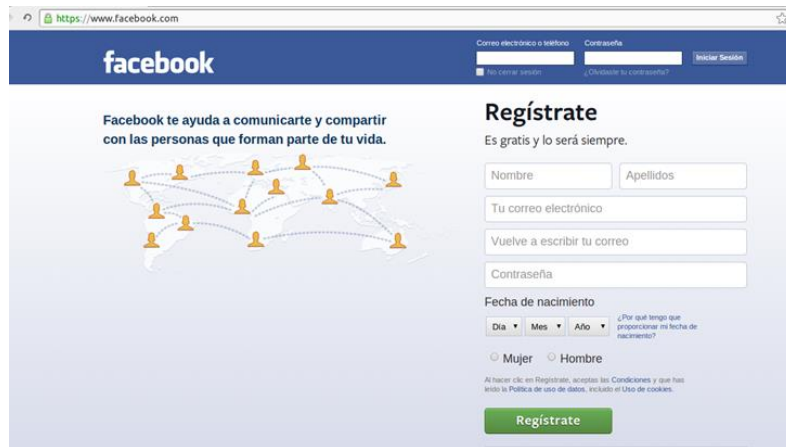 https://www.facebook.com
facebook
Correo electrónico o teléfono
Contraseña
Iniciar Sesión
No cerrar sesión
¿Olvidaste tu contraseña?
Facebook te ayuda a comunicarte y compartir
con las personas que forman parte de tu vida.
Regístrate
Es gratis y lo será siempre.
Nombre
Apellidos
Tu correo electrónico
Vuelve a escribir tu correo
Contraseña
Fecha de nacimiento
Día
Mes
Año
¿Por qué tengo que
proporcionar mi fecha de
nacimiento?
Mujer
Hombre
Al hacer clic en Regístrate, aceptas las Condiciones y que has
leído la Política de uso de datos, incluido el Uso de cookies.
Regístrate